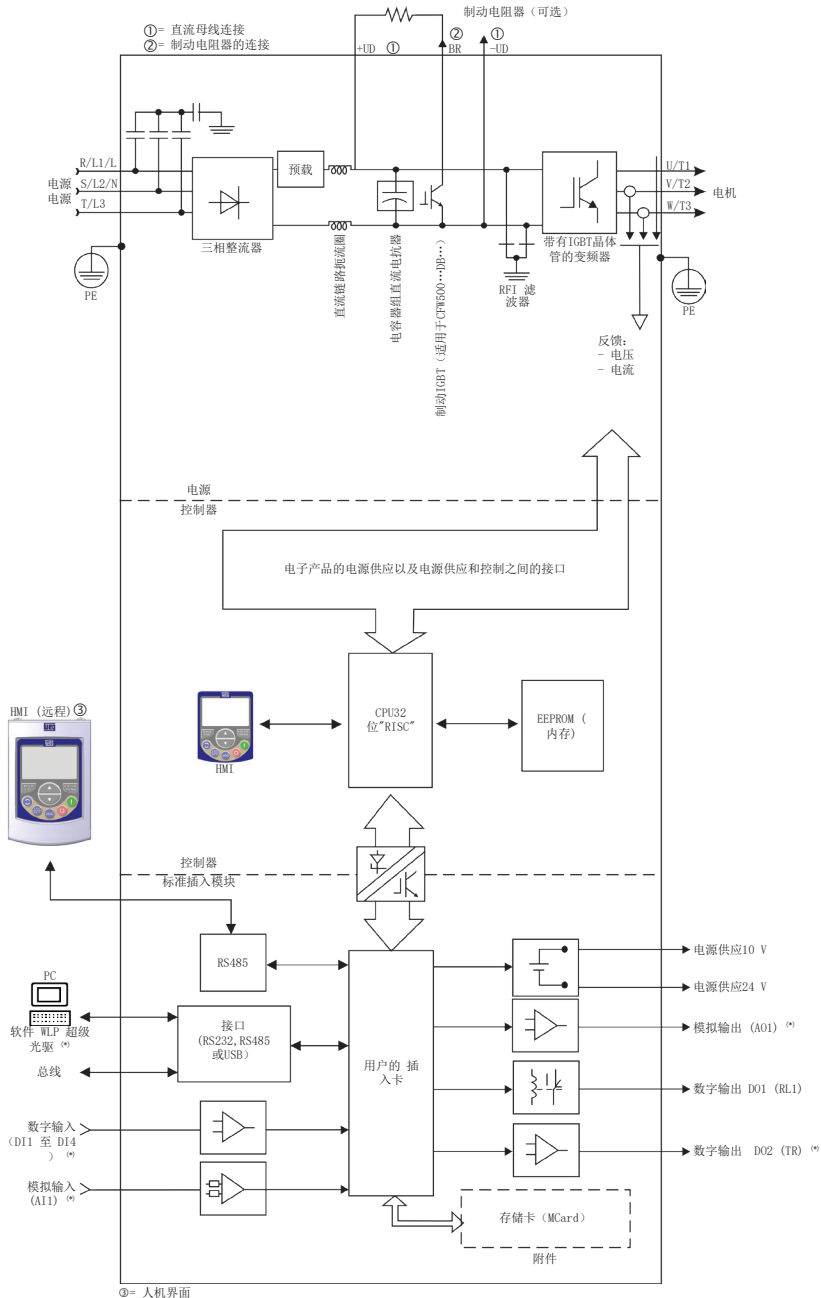 ①= 直流母线连接
②= 制动电阻器的连接
制动电阻器（可选）
+UD ①
② BR
① -UD
R/L1/L
S/L2/N
T/L3
电源
电源
PE
三相整流器
预载
直流链路扼流圈
电容器组直流电抗器
制动IGBT（适用于CFW500...DB...）
RFI 滤
波器
带有IGBT晶体
管的变频器
U/T1
V/T2
W/T3
电机
PE
反馈:
- 电压
- 电流
电源
控制器
电子产品的电源供应以及电源供应和控制之间的接口
HMI (远程)③
HMI
CPU32
位"RISC"
EEPROM (
内存)
控制器
标准插入模块
RS485
PC
软件 WLP 超级
光驱 (*)
总线
接口
(RS232,RS485
或USB)
数字输入
（DI1 至 DI4
） (*)
模拟输入
(AI1) (*)
用户的 插
入卡
电源供应10 V
电源供应24 V
模拟输出 (AO1) (*)
数字输出 DO1 (RL1)
数字输出 DO2 (TR) (*)
存储卡（MCard）
附件
③= 人机界面